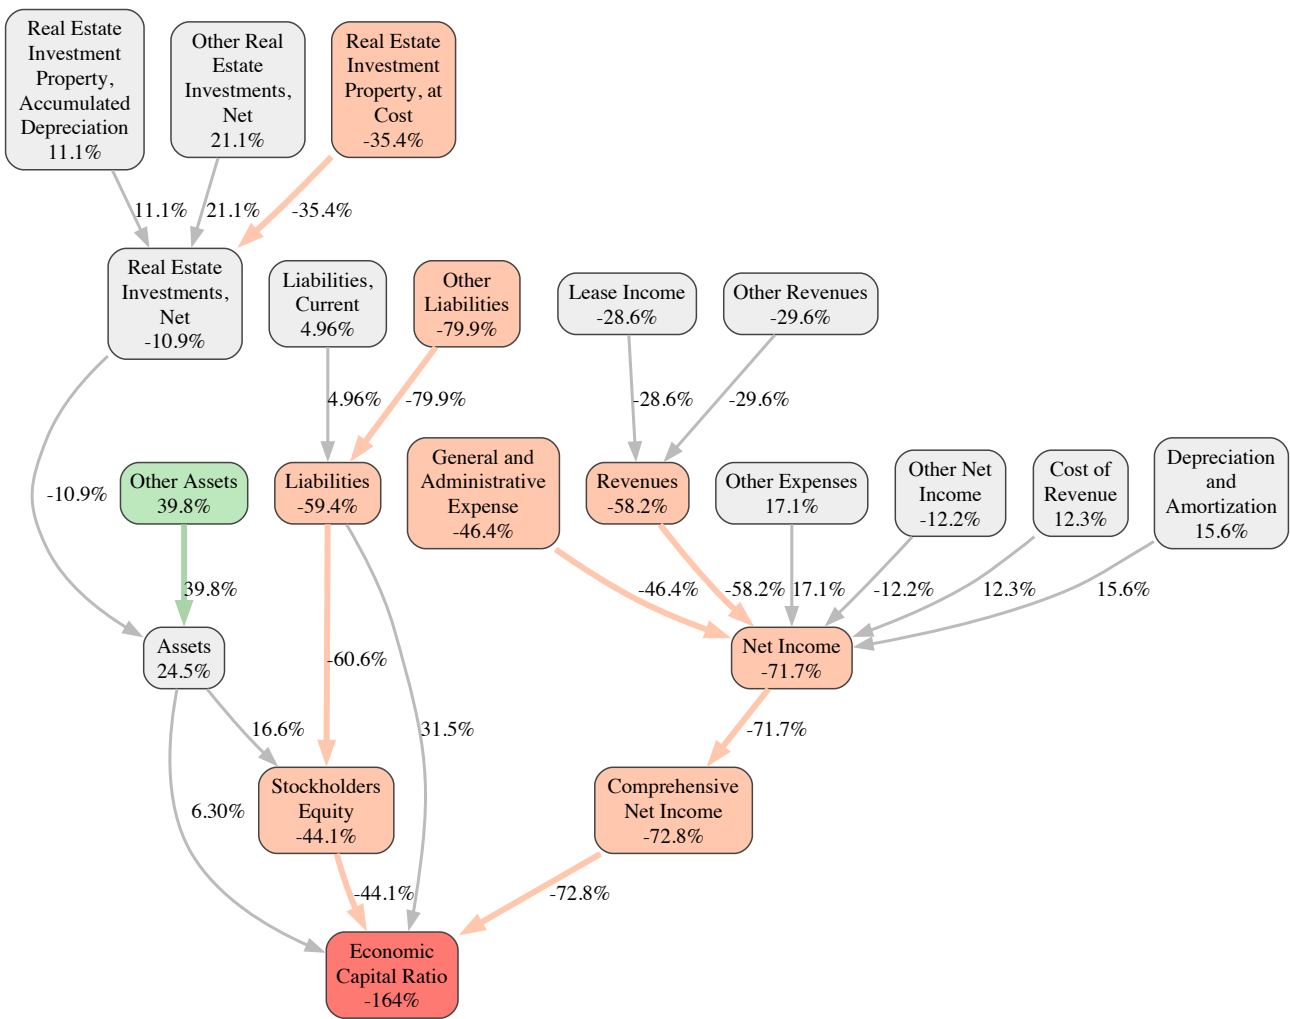 Real Estate
Investment
Property,
Accumulated
Depreciation
11.1%
Other Real
Estate
Investments,
Net
21.1%
Real Estate
Investment
Property, at
Cost
-35.4%
11.1%
21.1%
-35.4%
Real Estate
Investments,
Net
-10.9%
Liabilities,
Current
4.96%
Other
Liabilities
-79.9%
Lease Income
-28.6%
Other Revenues
-29.6%
4.96%
-79.9%
-28.6%
-29.6%
-10.9%
Other Assets
39.8%
Liabilities
-59.4%
General and
Administrative
Expense
-46.4%
Revenues
-58.2%
Other Expenses
17.1%
Other Net
Income
-12.2%
Cost of
Revenue
12.3%
Depreciation
and
Amortization
15.6%
39.8%
-46.4%
-58.2%
17.1%
-12.2%
12.3%
15.6%
Assets
24.5%
-60.6%
Net Income
-71.7%
16.6%
31.5%
-71.7%
6.30%
Stockholders
Equity
-44.1%
Comprehensive
Net Income
-72.8%
-44.1%
-72.8%
Economic
Capital Ratio
-164%